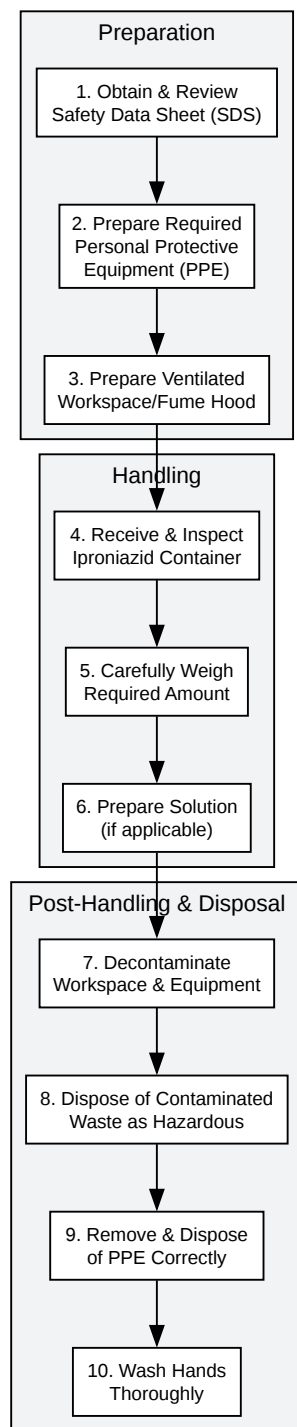 Preparation
1. Obtain & Review
Safety Data Sheet (SDS)
2. Prepare Required
Personal Protective
Equipment (PPE)
3. Prepare Ventilated
Workspace/Fume Hood
Handling
4. Receive & Inspect
Iproniazid Container
5. Carefully Weigh
Required Amount
6. Prepare Solution
(if applicable)
Post-Handling & Disposal
7. Decontaminate
Workspace & Equipment
8. Dispose of Contaminated
Waste as Hazardous
9. Remove & Dispose
of PPE Correctly
10. Wash Hands
Thoroughly